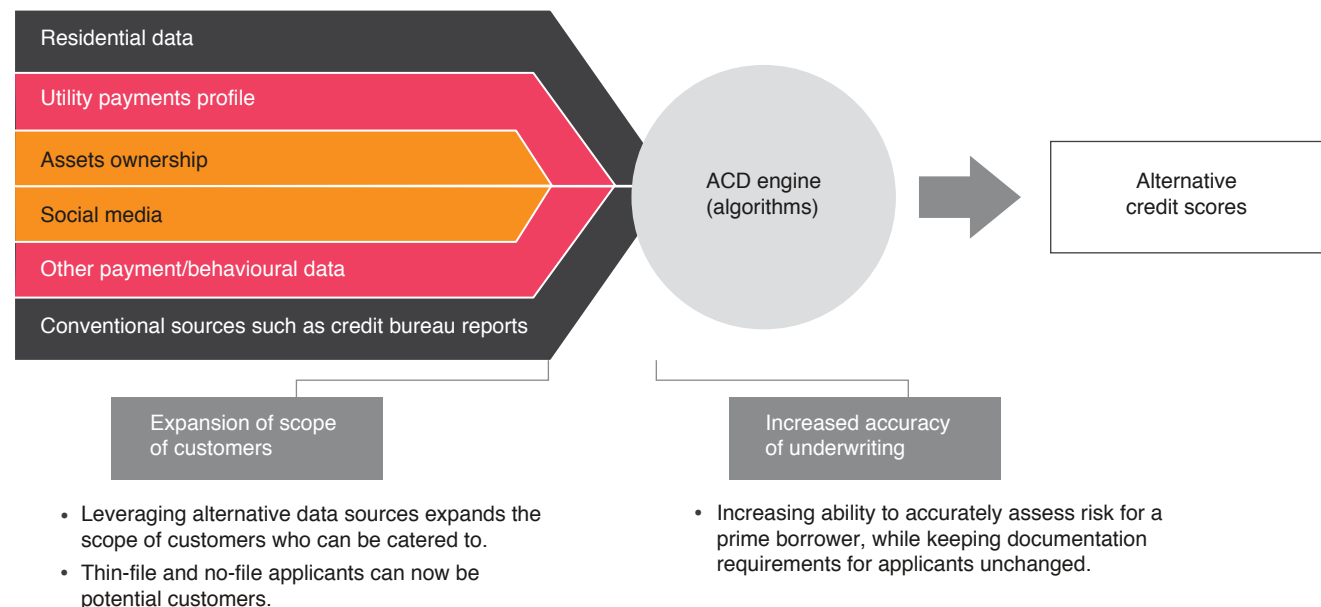 Residential data
Utility payments profile
Assets ownership
Social media
Other payment/behavioural data
Conventional sources such as credit bureau reports
ACD engine
(algorithms)
Alternative
credit scores
Expansion of scope
of customers
• Leveraging alternative data sources expands the
scope of customers who can be catered to.
• Thin-file and no-file applicants can now be
potential customers.
Increased accuracy
of underwriting
• Increasing ability to accurately assess risk for a
prime borrower, while keeping documentation
requirements for applicants unchanged.